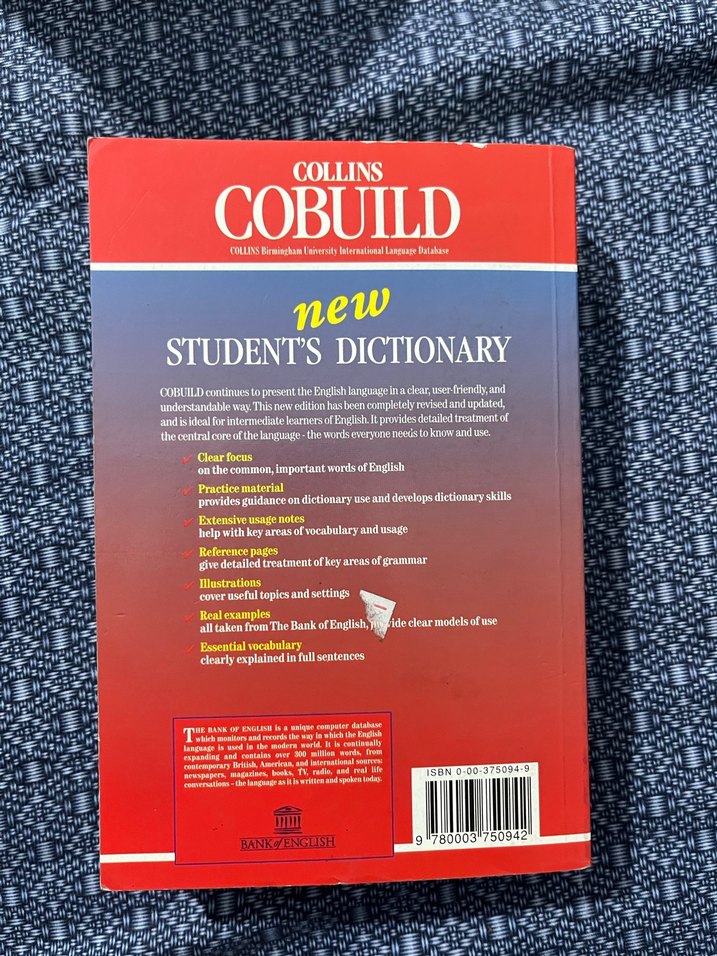 COLLINS
COBUILD
COLLINS Birmingham University International Language Database
new
STUDENT'S DICTIONARY
COBUILD continues to present the English language in a clear, user-friendly, and
understandable way. This new edition has been completely revised and updated,
and is ideal for intermediate learners of English. It provides detailed treatment of
the central core of the language - the words everyone needs to know and use.
Clear focus
on the common, important words of English
Practice material
provides guidance on dictionary use and develops dictionary skills
Extensive usage notes
help with key areas of vocabulary and usage
Reference pages
give detailed treatment of key areas of grammar
Illustrations
cover useful topics and settings
Real examples
all taken from The Bank of English, provide clear models of use
Essential vocabulary
clearly explained in full sentences
THE BANK OF ENGLISH is a unique computer database
which monitors and records the way in which the English
language is used in the modern world. It is continually
expanding and contains over 300 million words, from
contemporary British, American, and international sources:
newspapers, magazines, books, TV, radio, and real life
conversations – the language as it is written and spoken today.
BANK of ENGLISH
ISBN 0-00-375094-9
9 780003 750942